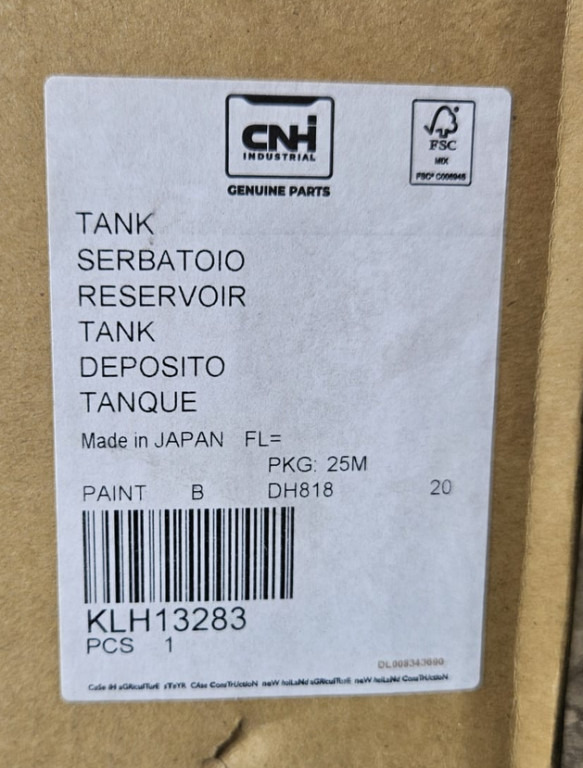 CNH
INDUSTRIAL
GENUINE PARTS
FSC
MIX
TANK
SERBATOIO
RESERVOIR
TANK
DEPOSITO
TANQUE
Made in JAPAN FL=
PKG: 25M
PAINT B DH818 20
KLH13283
PCS 1